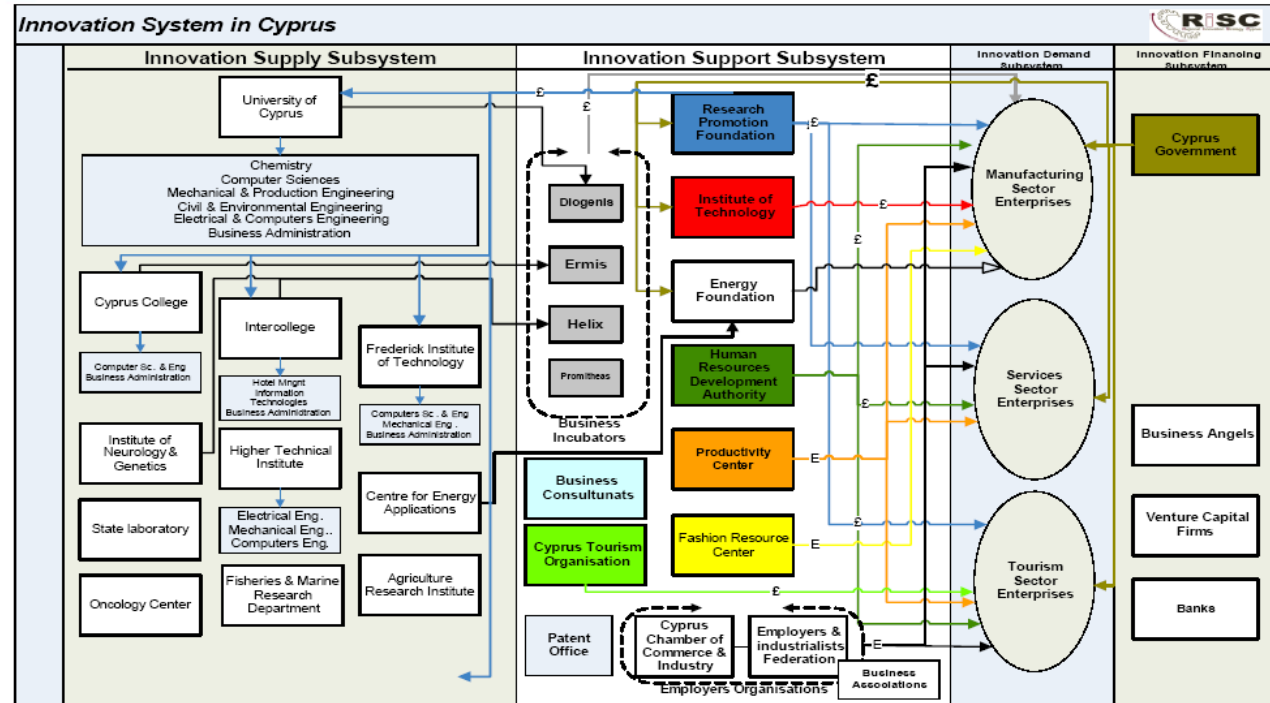 Innovation System in Cyprus
RISC
Innovation Supply Subsystem
Innovation Support Subsystem
Innovation Demand
Subsystem
Innovation Financing
Subsystem
University of
Cyprus
Chemistry
Computer Sciences
Mechanical & Production Engineering
Civil & Environmental Engineering
Electrical & Computers Engineering
Business Administration
Cyprus College
Computer Sc. & Eng
Business Administration
Intercollege
Hotel Mngnt
Information
Technologies
Business Adminidtration
Frederick Institute
of Technology
Computers Sc. & Eng
Mechanical Eng.
Business Administration
Institute of
Neurology &
Genetics
Higher Technical
Institute
Electrical Eng.
Mechanical Eng..
Computers Eng.
Centre for Energy
Applications
State laboratory
Fisheries & Marine
Research
Department
Agriculture
Research Institute
Oncology Center
Diogenis
Ermis
Helix
Promitheas
Business
Incubators
Research
Promotion
Foundation
Institute of
Technology
Energy
Foundation
Human
Resources
Development
Authority
Productivity
Center
Fashion Resource
Center
Business
Consultunats
Cyprus Tourism
Organisation
Patent
Office
Cyprus
Chamber of
Commerce &
Industry
Employers &
industrialists
Federation
Business
Associations
Employers Organisations
£
£
£
£
£
£
£
E
£
E
£
E
Manufacturing
Sector
Enterprises
Services
Sector
Enterprises
Tourism
Sector
Enterprises
Cyprus
Government
Business Angels
Venture Capital
Firms
Banks